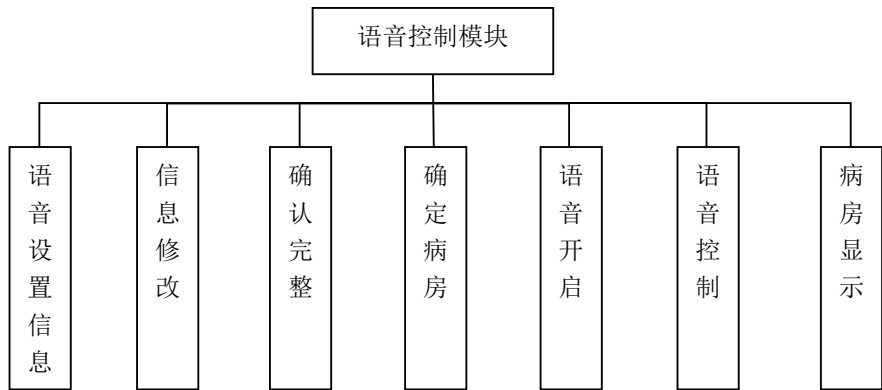 语音控制模块
语音设置信息
信息修改
确认完整
确定病房
语音开启
语音控制
病房显示